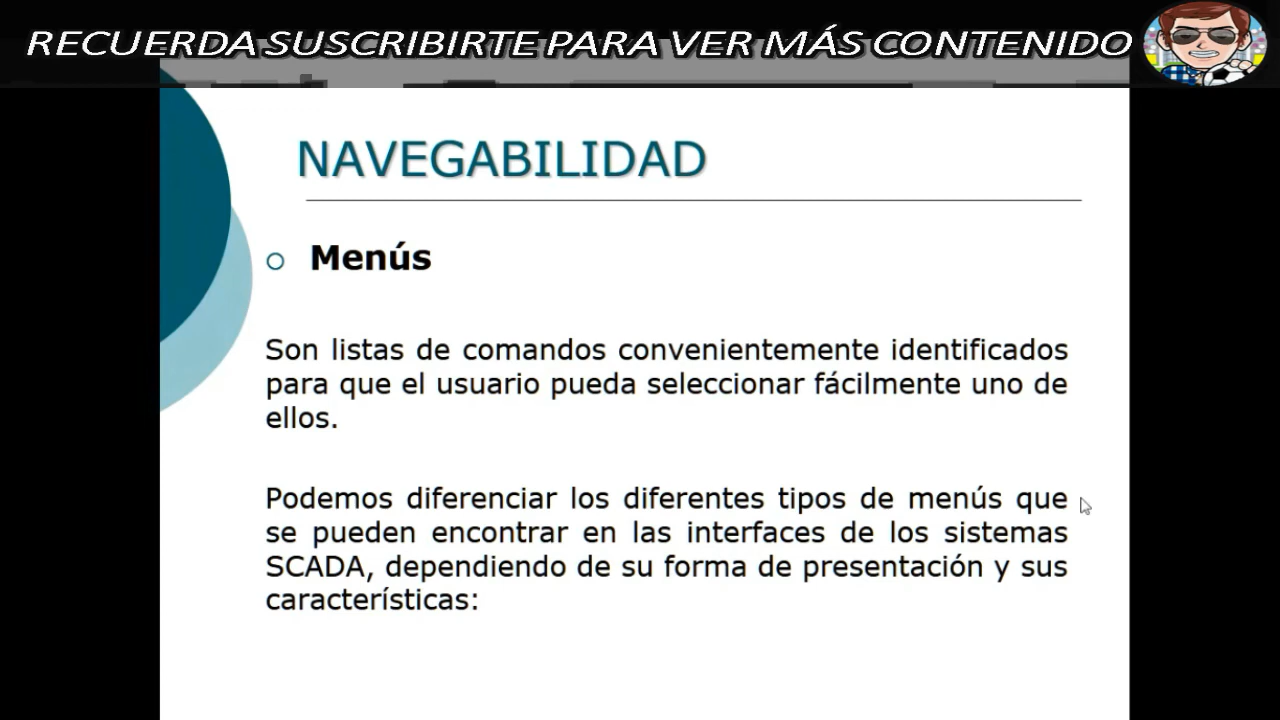 RECUERDA SUSCRIBIRTE PARA VER MÁS CONTENIDO
NAVEGABILIDAD
Menús
Son listas de comandos convenientemente identificados
para que el usuario pueda seleccionar fácilmente uno de
ellos.
Podemos diferenciar los diferentes tipos de menús que
se pueden encontrar en las interfaces de los sistemas
SCADA, dependiendo de su forma de presentación y sus
características: